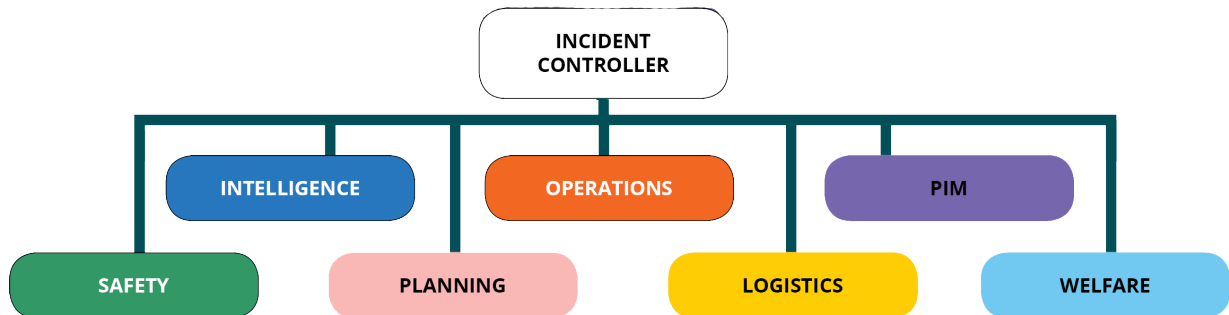 INCIDENT
CONTROLLER
INTELLIGENCE
OPERATIONS
PIM
SAFETY
PLANNING
LOGISTICS
WELFARE